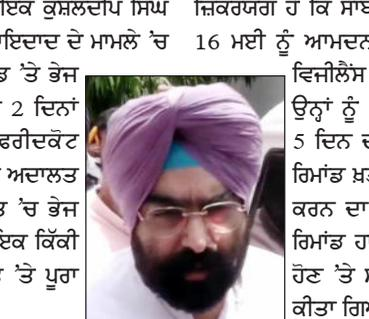 ਇਕ ਕੁਸ਼ਲਦੀਪ ਸਿੰਘ
ਾਇਦਾਦ ਦੇ ਮਾਮਲੇ ’ਚ
’ਤੇ ਭੇਜ
2 ਦਿਨਾਂ
ਫਰੀਦਕੋਟ
ਅਦਾਲਤ
’ਚ ਭੇਜ
ਇਕ ਕਿੱਕੀ
’ਤੇ ਪੂਰਾ
ਜ਼ਿਕਰਯੋਗ ਹੈ ਕਿ ਸਾਬ
16 ਮਈ ਨੂੰ ਆਮਦਨ
ਵਿਜੀਲੈਂਸ
ਉਨ੍ਹਾਂ ਨੂੰ
5 ਦਿਨ ਦ
ਰਿਮਾਂਡ ਖ਼ਤ
ਕਰਨ ਦਾ
ਰਿਮਾਂਡ ਹਾ
ਹੋਣ ’ਤੇ
ਕੀਤਾ ਗਿ